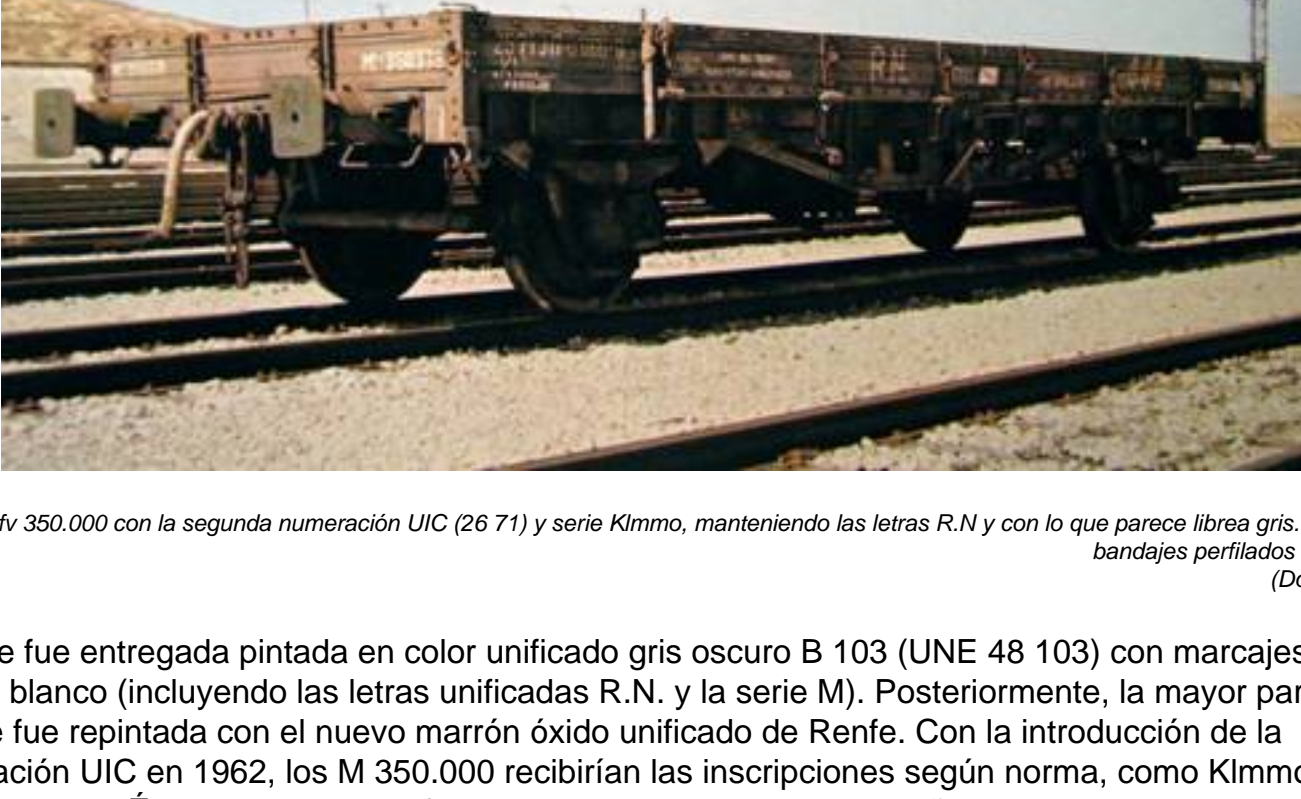 R.N
fv 350.000 con la segunda numeración UIC (26 71) y serie Klmmo, manteniendo las letras R.N y con lo que parece librea gris.
bandajes perfilados
(Do
e fue entregada pintada en color unificado gris oscuro B 103 (UNE 48 103) con marcajes
blanco (incluyendo las letras unificadas R.N. y la serie M). Posteriormente, la mayor par
e fue repintada con el nuevo marrón óxido unificado de Renfe. Con la introducción de la
ación UIC en 1962, los M 350.000 recibirían las inscripciones según norma, como Klmmo